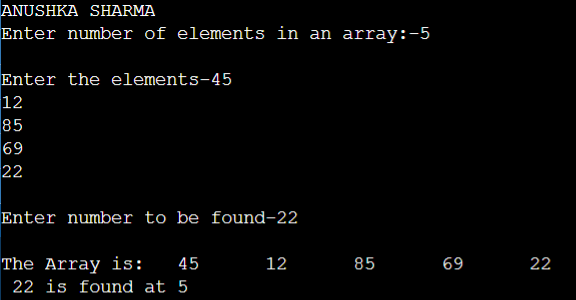 ANUSHKA SHARMA
Enter number of elements in an array:-5
Enter the elements-45
12
85
69
22
Enter number to be found-22
The Array is: 45 12 85 69 22
22 is found at 5